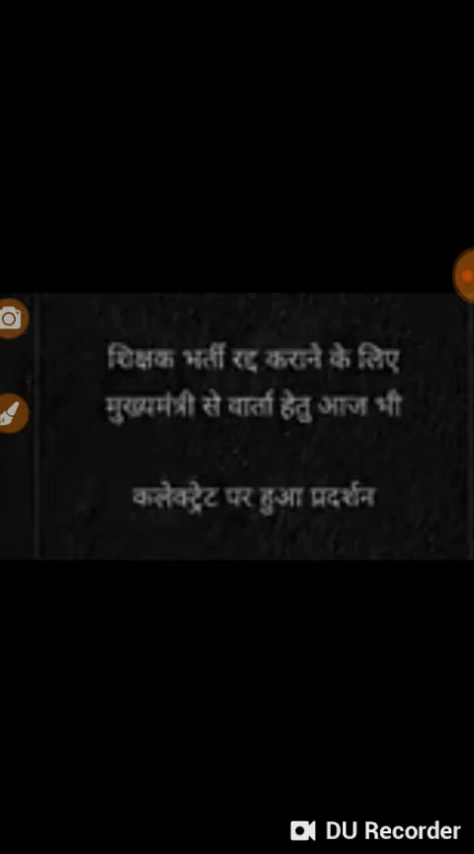 शिक्षक भर्ती रद्द कराने के लिए
मुख्यमंत्री से वार्ता हेतु आज भी
कलेक्ट्रेट पर हुआ प्रदर्शन
DU Recorder